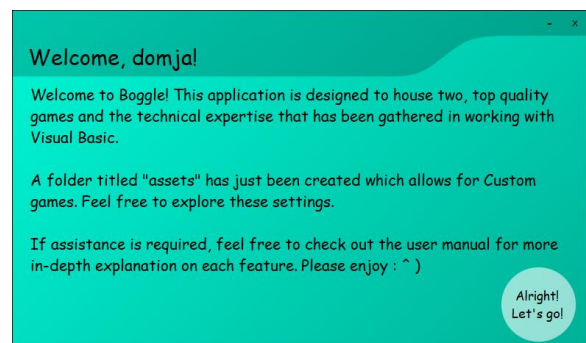 - ×
Welcome, domja!
Welcome to Boggle! This application is designed to house two, top quality
games and the technical expertise that has been gathered in working with
Visual Basic.
A folder titled "assets" has just been created which allows for Custom
games. Feel free to explore these settings.
If assistance is required, feel free to check out the user manual for more
in-depth explanation on each feature. Please enjoy : ^ )
Alright!
Let's go!